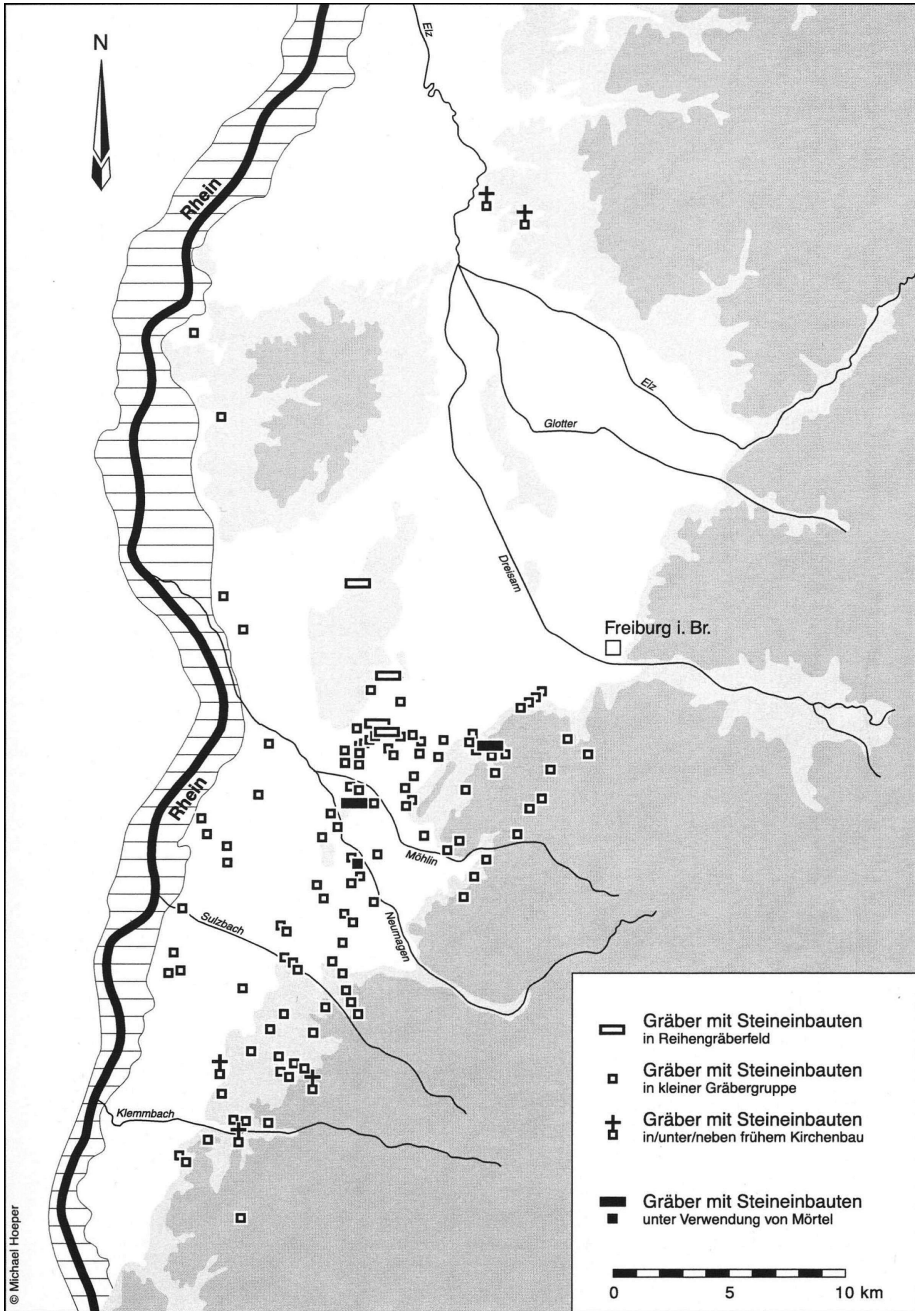 N
Elz
Rhein
Elz
Glotter
Dreisam
Freiburg i. Br.
Rhein
Möhlin
Sulzbach
Neumagen
Klemmbach
Gräber mit Steineinbauten
in Reihengräberfeld
Gräber mit Steineinbauten
in kleiner Gräbergruppe
Gräber mit Steineinbauten
in/unter/neben frühem Kirchenbau
Gräber mit Steineinbauten
unter Verwendung von Mörtel
0 5 10 km
© Michael Hoeper